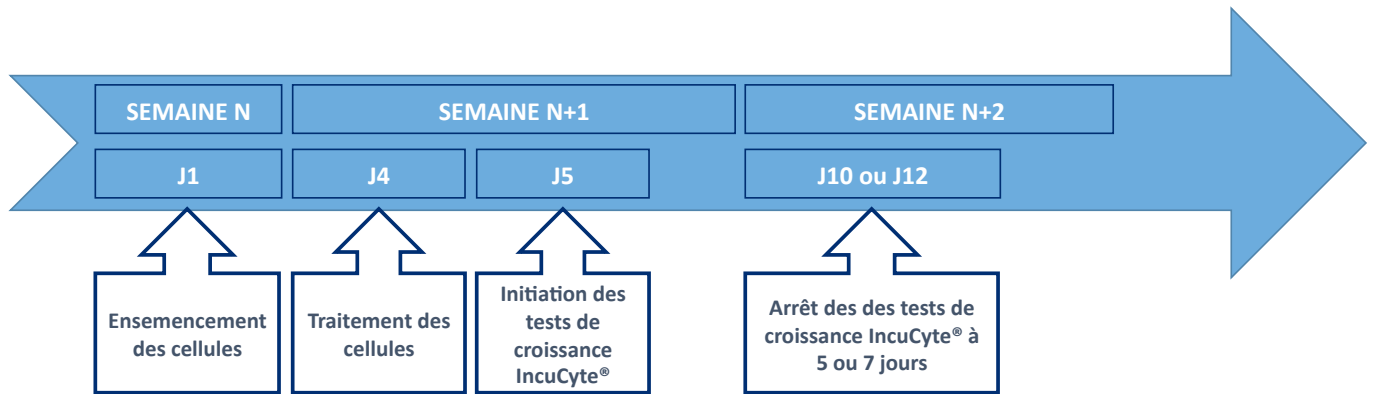 SEMAINE N
SEMAINE N+1
SEMAINE N+2
J1
J4
J5
J10 ou J12
Ensemencement
des cellules
Traitement des
cellules
Initiation des
tests de
croissance
IncuCyte®
Arrêt des des tests de
croissance IncuCyte® à
5 ou 7 jours